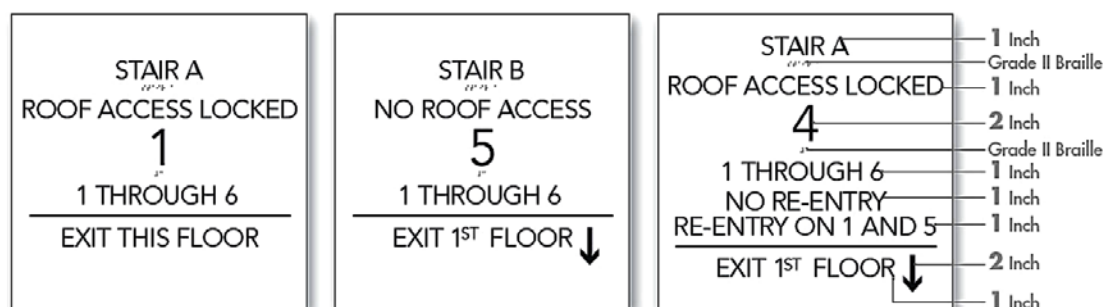 STAIR A
ROOF ACCESS LOCKED
1
1 THROUGH 6
EXIT THIS FLOOR
STAIR B
NO ROOF ACCESS
5
1 THROUGH 6
EXIT 1ST FLOOR
STAIR A
ROOF ACCESS LOCKED
4
1 THROUGH 6
NO RE-ENTRY
RE-ENTRY ON 1 AND 5
EXIT 1ST FLOOR
1 Inch
Grade II Braille
1 Inch
2 Inch
Grade II Braille
1 Inch
1 Inch
1 Inch
2 Inch
1 Inch